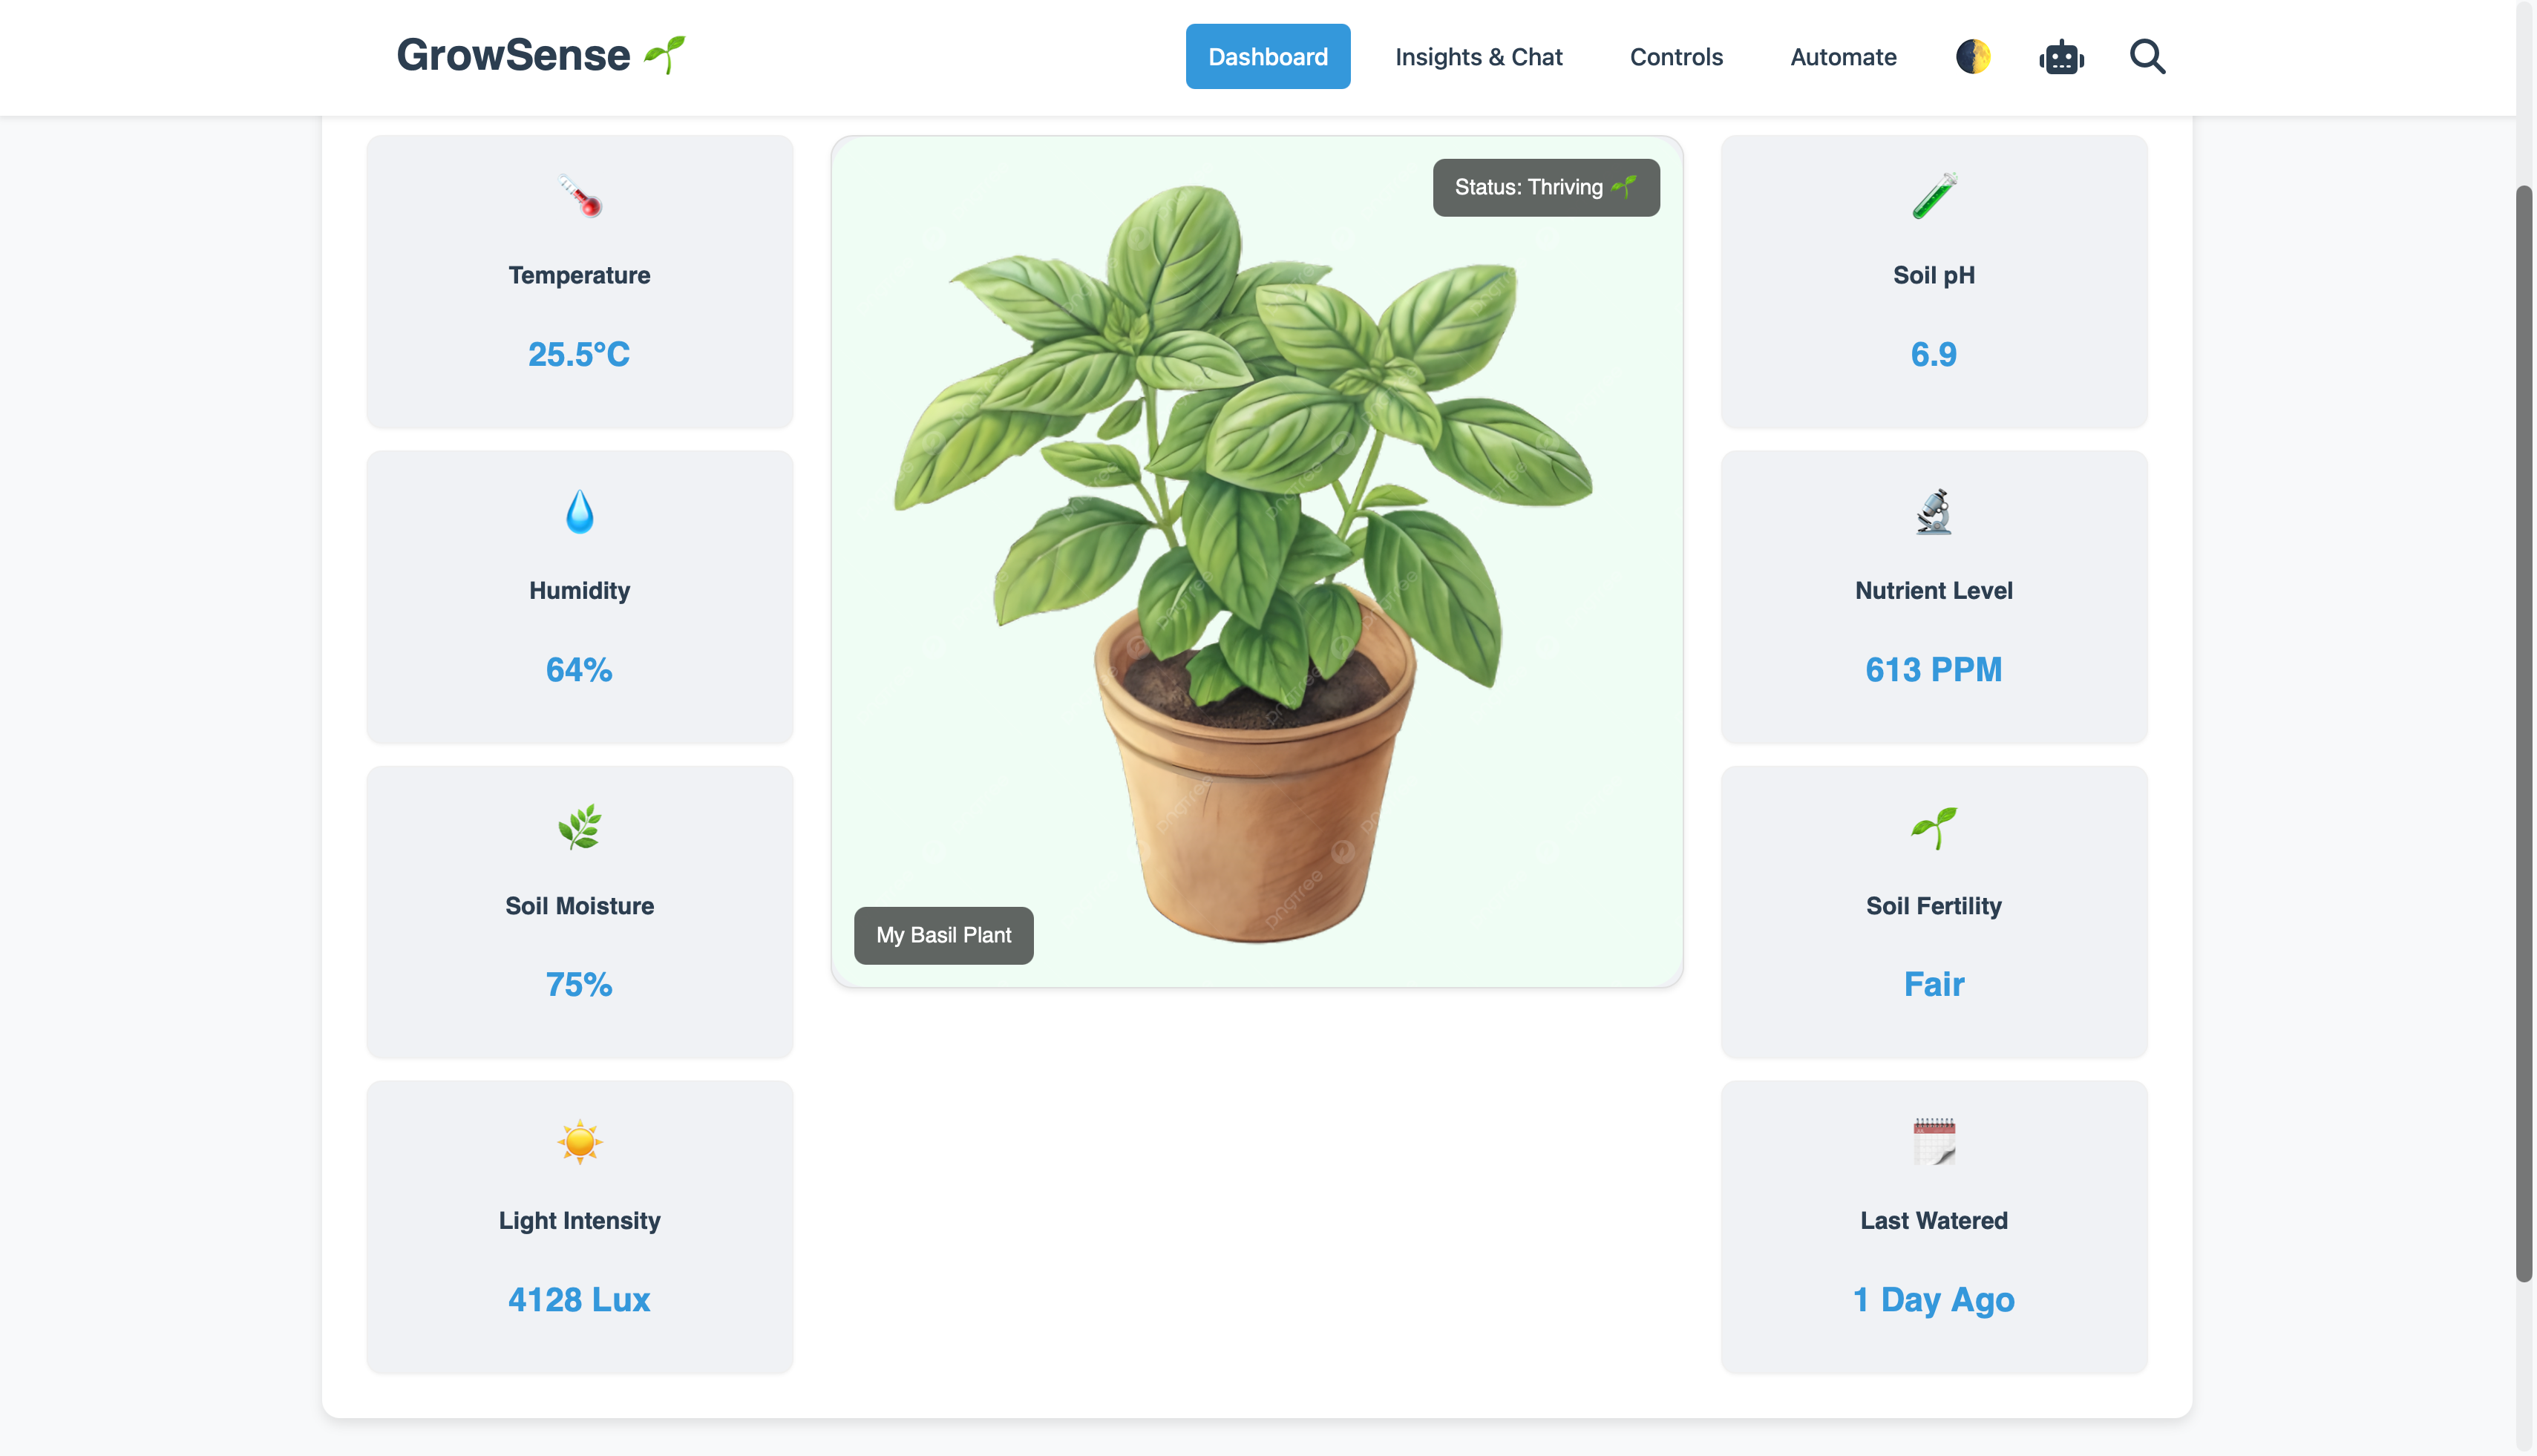 GrowSense
Dashboard
Insights & Chat
Controls
Automate
Temperature
25.5°C
Humidity
64%
Soil Moisture
75%
Light Intensity
4128 Lux
Status: Thriving
My Basil Plant
Soil pH
6.9
Nutrient Level
613 PPM
Soil Fertility
Fair
Last Watered
1 Day Ago